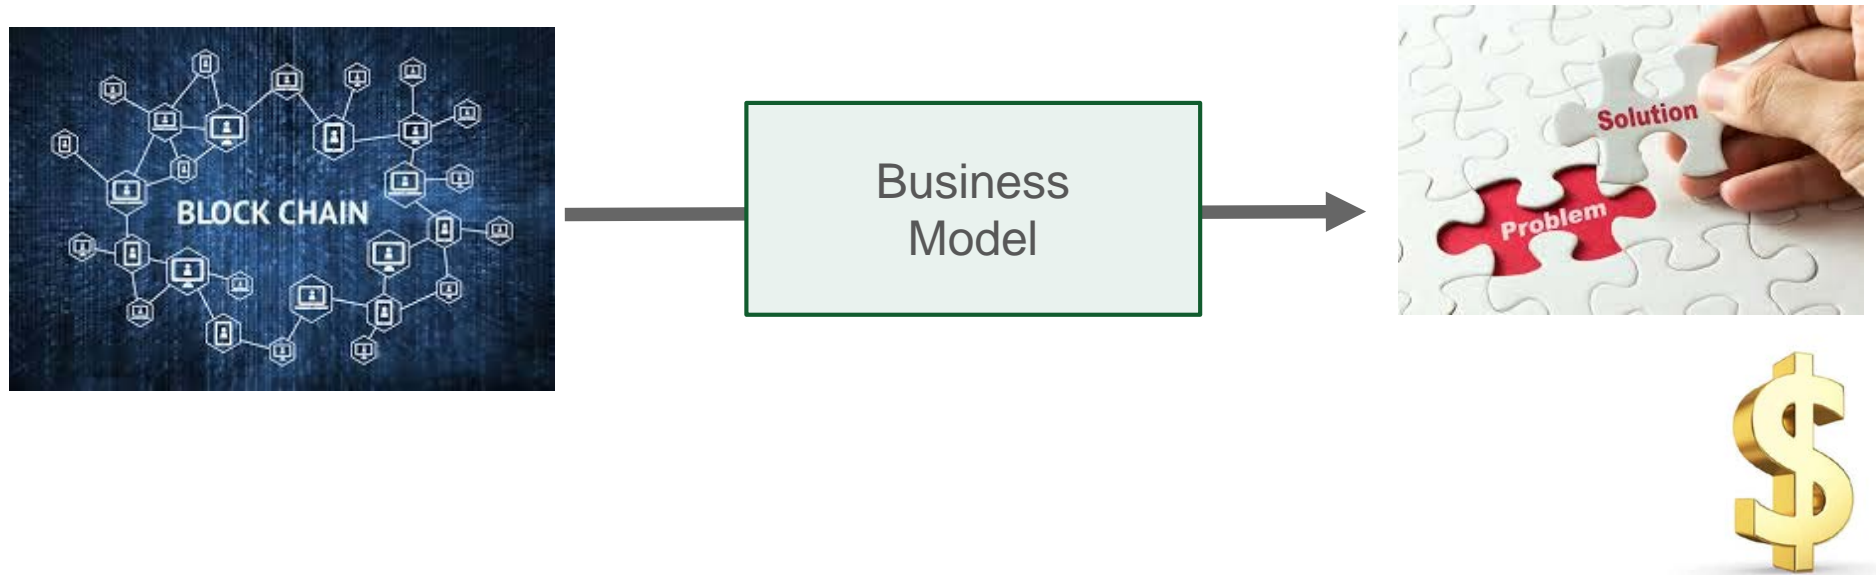 BLOCK CHAIN
Business
Model
Solution
Problem